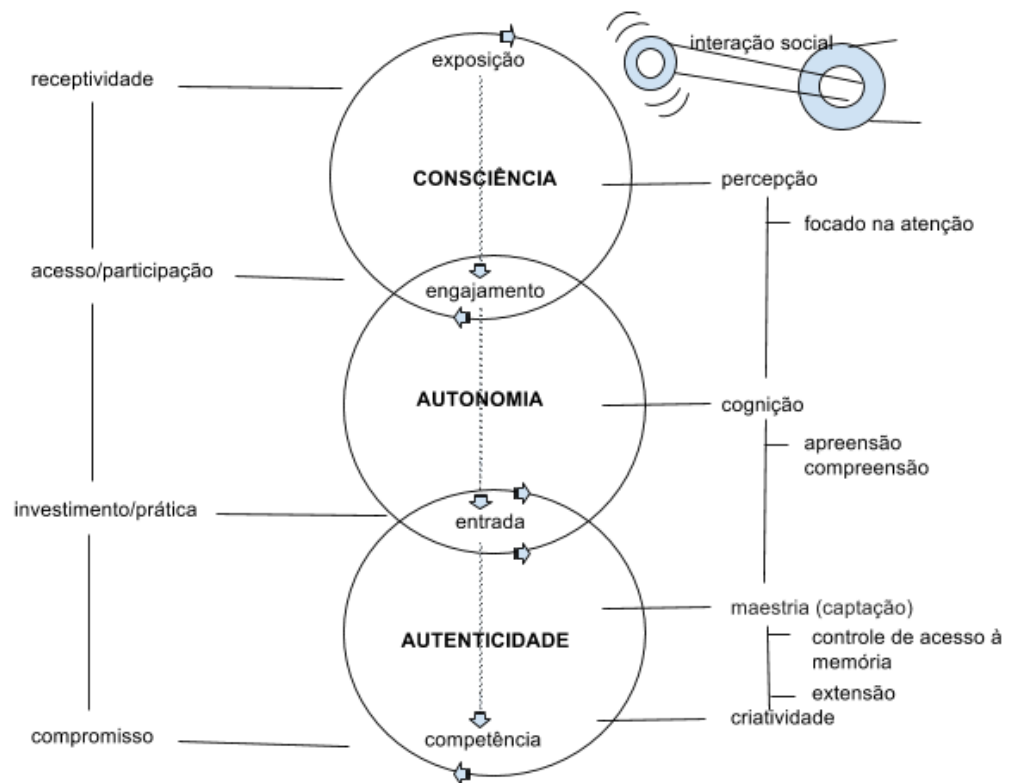 interação social
exposição
receptividade
CONSCIÊNCIA
percepção
focado na atenção
acesso/participação
engajamento
AUTONOMIA
cognição
apreensão
compreensão
investimento/prática
entrada
maestria (captação)
AUTENTICIDADE
controle de acesso à
memória
extensão
criatividade
compromisso
competência